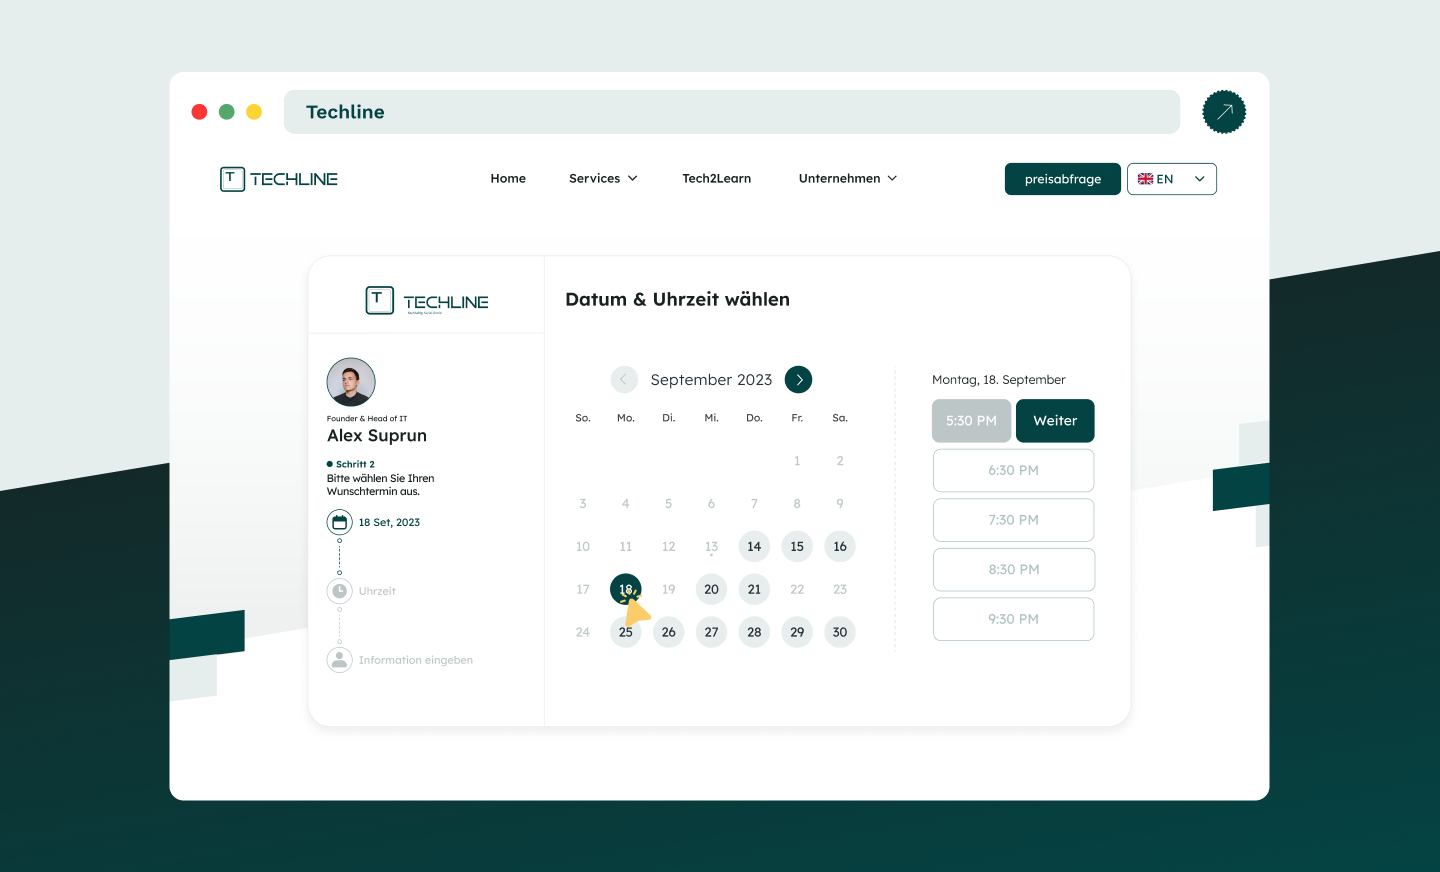 Techline
T TECHLINE
Home Services Tech2Learn Unternehmen preisabfrage EN
T TECHLINE
Datum & Uhrzeit wählen
September 2023
Montag, 18. September
So. Mo. Di. Mi. Do. Fr. Sa.
1 2
3 4 5 6 7 8 9
10 11 12 13 14 15 16
17 18 19 20 21 22 23
24 25 26 27 28 29 30
5:30 PM Weiter
6:30 PM
7:30 PM
8:30 PM
9:30 PM
Founder & Head of IT
Alex Suprun
Schritt 2
Bitte wählen Sie Ihren
Wunschtermin aus.
18 Set, 2023
Uhrzeit
Information eingeben